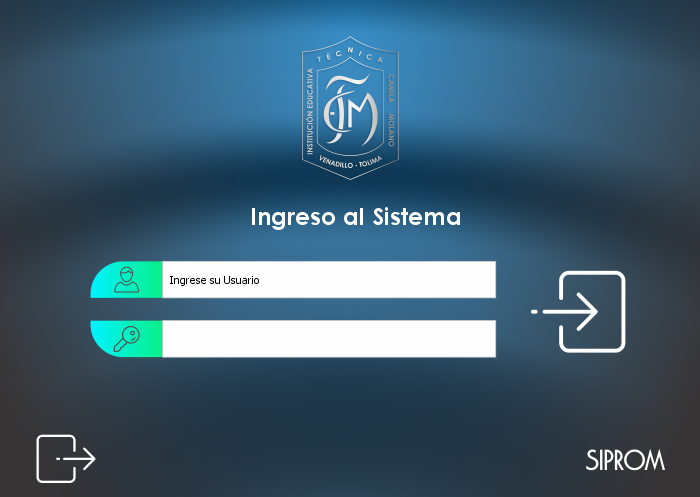 TÉCNICA
INSTITUCIÓN EDUCATIVA
CAMILA MOLANO
VENADILLO - TOLIMA
Ingreso al Sistema
Ingrese su Usuario
SIPROM